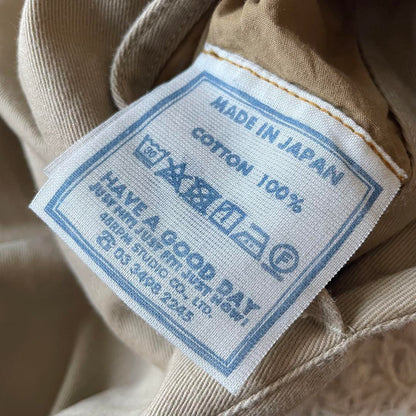 MADE IN JAPAN
COTTON 100%
HAVE A GOOD DAY
JUST HIT! JUST FIT! JUST NOW!
45RPM STUDIO CO., LTD.
☎ 03 3498 2245